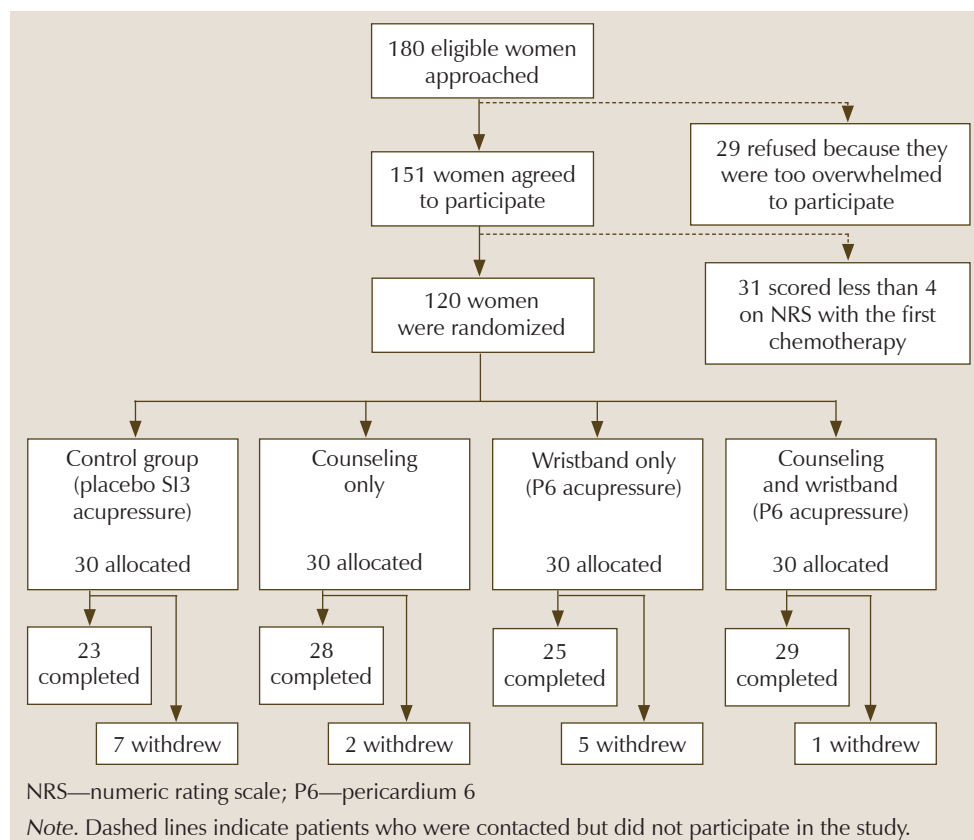 180 eligible women
approached
29 refused because they
were too overwhelmed
to participate
151 women agreed
to participate
31 scored less than 4
on NRS with the first
chemotherapy
120 women
were randomized
Control group
(placebo SI3
acupressure)
30 allocated
Counseling
only
30 allocated
Wristband only
(P6 acupressure)
30 allocated
Counseling
and wristband
(P6 acupressure)
30 allocated
23
completed
28
completed
25
completed
29
completed
7 withdrew
2 withdrew
5 withdrew
1 withdrew
NRS—numeric rating scale; P6—pericardium 6
Note. Dashed lines indicate patients who were contacted but did not participate in the study.